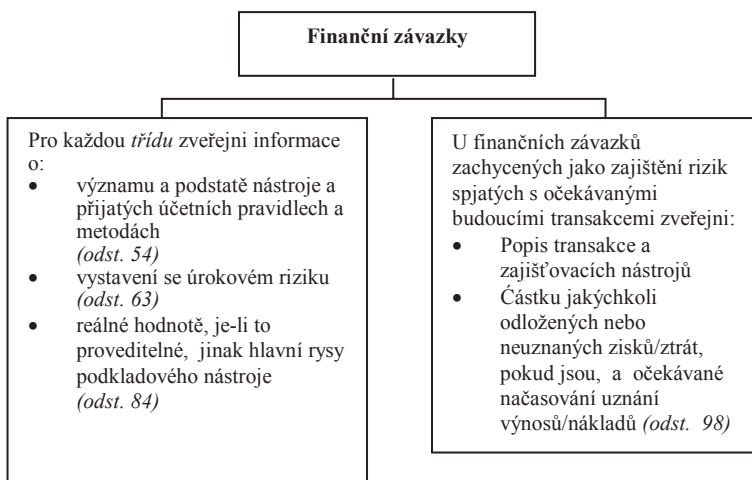 Finanční závazky
Pro každou třídu zveřejni informace
o:
• významu a podstatě nástroje a
přijatých účetních pravidlech a
metodách
(odst. 54)
• vystavení se úrokovém riziku
(odst. 63)
• reálné hodnotě, je-li to
proveditelné, jinak hlavní rysy
podkladového nástroje
(odst. 84)
U finančních závazků
zachycených jako zajištění rizik
spjatých s očekávanými
budoucími transakcemi zveřejni:
• Popis transakce a
zajišťovacích nástrojů
• Ćástku jakýchkoli
odložených nebo
neuznaných zisků/ztrát,
pokud jsou, a očekávané
načasování uznání
výnosů/nákladů (odst. 98)